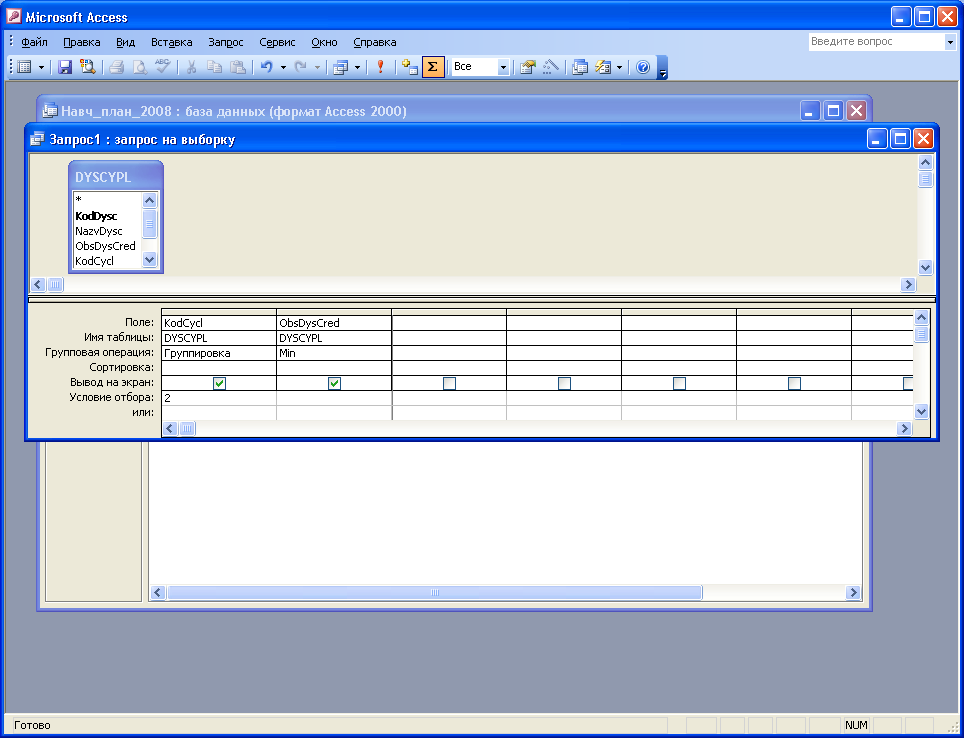 Microsoft Access
Файл Правка Вид Вставка Запрос Сервис Окно Справка Введите вопрос
ABC Σ Все
Навч_план_2008 : база данных (формат Access 2000)
Запрос1 : запрос на выборку
DYSCYPL
*
KodDysc
NazvDysc
ObsDysCred
KodCycl
Поле: KodCycl ObsDysCred
Имя таблицы: DYSCYPL DYSCYPL
Групповая операция: Группировка Min
Сортировка:
Вывод на экран:
Условие отбора: 2
или:
Готово NUM